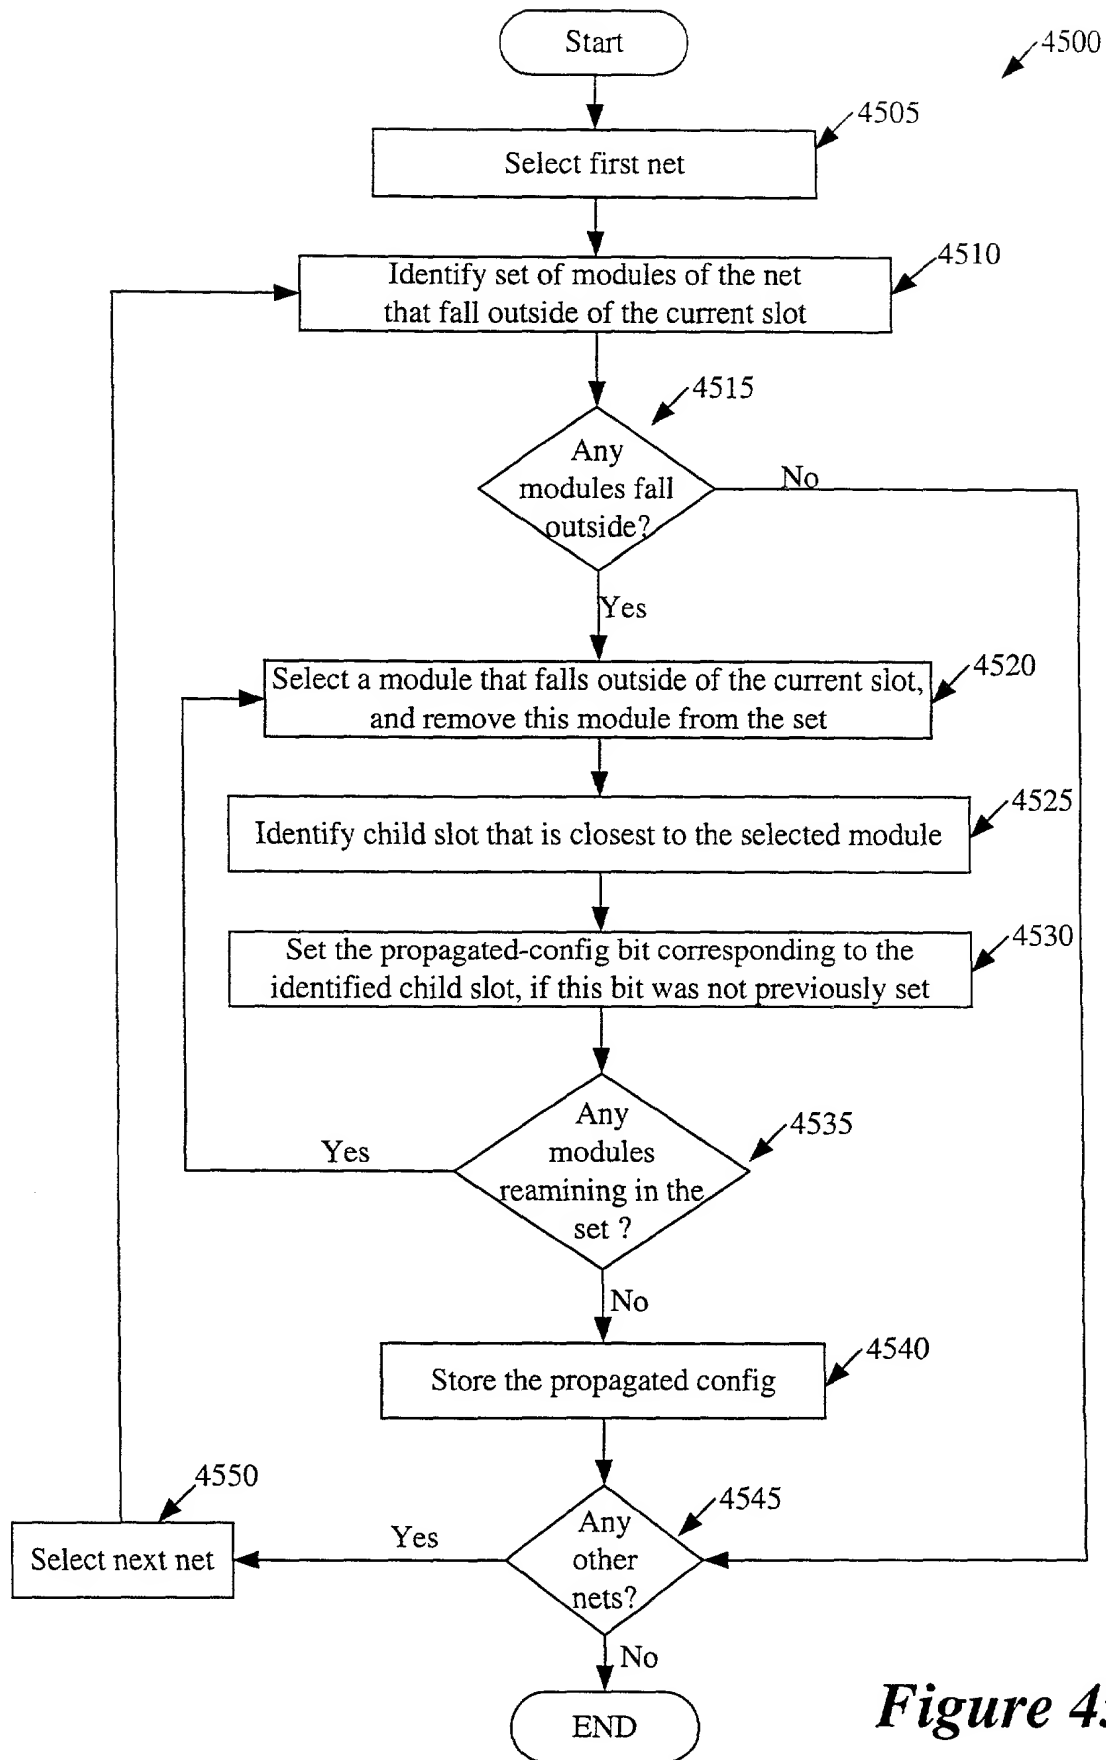 Start
4500
4505
Select first net
4510
Identify set of modules of the net
that fall outside of the current slot
4515
Any
modules fall
outside?
No
Yes
4520
Select a module that falls outside of the current slot,
and remove this module from the set
4525
Identify child slot that is closest to the selected module
4530
Set the propagated-config bit corresponding to the
identified child slot, if this bit was not previously set
4535
Any
modules
reamining in the
set ?
Yes
No
4540
Store the propagated config
4550
4545
Any
other
nets?
Yes
Select next net
No
END
Figure 4